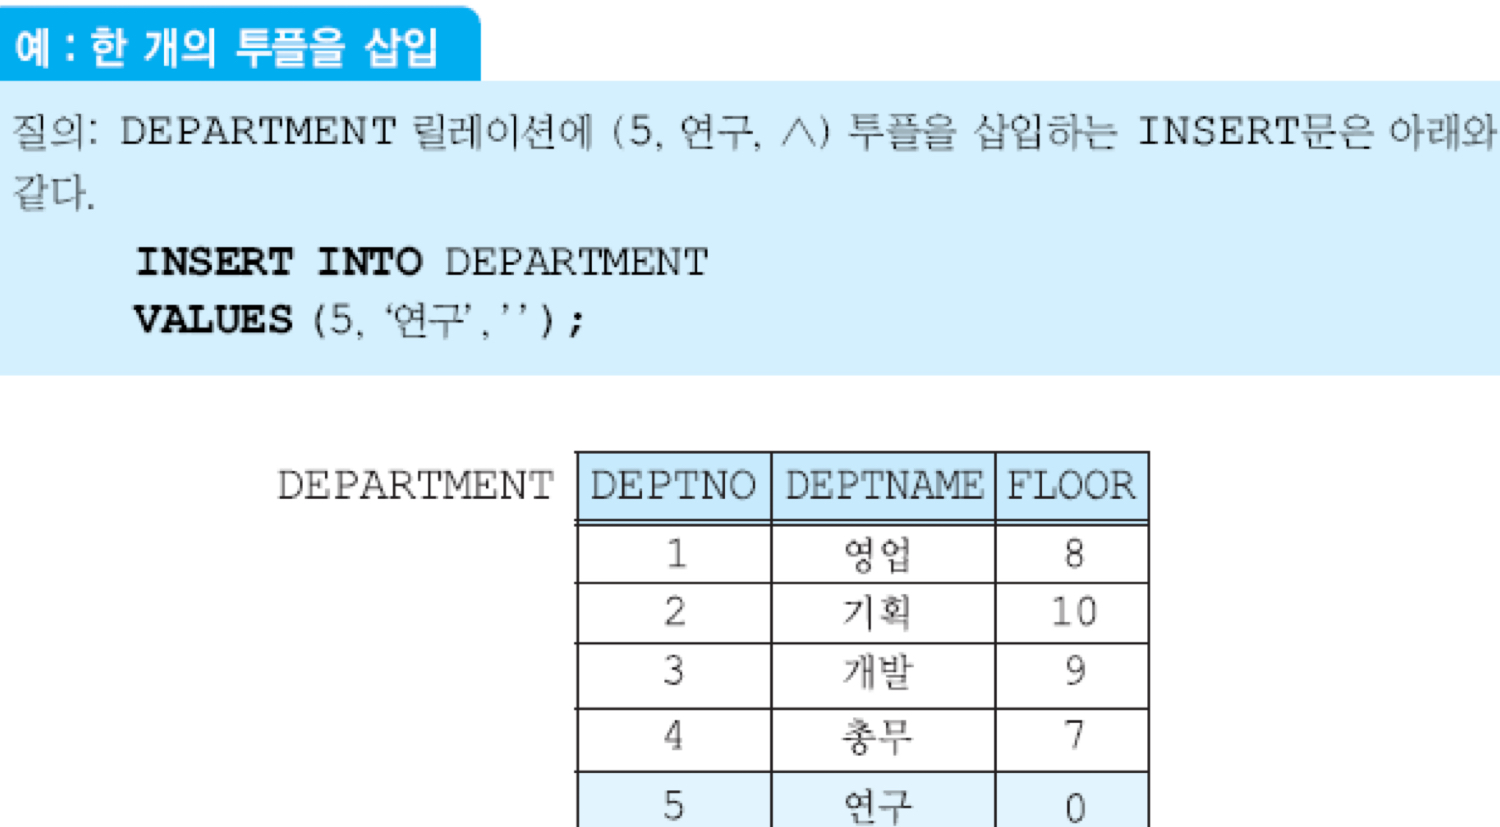 예 : 한 개의 투플을 삽입
질의: DEPARTMENT 릴레이션에 (5, 연구, ∧) 투플을 삽입하는 INSERT문은 아래와
같다.
INSERT INTO DEPARTMENT
VALUES (5, ‘연구’, ’’);
DEPARTMENT DEPTNO DEPTNAME FLOOR
1 영업 8
2 기획 10
3 개발 9
4 총무 7
5 연구 0